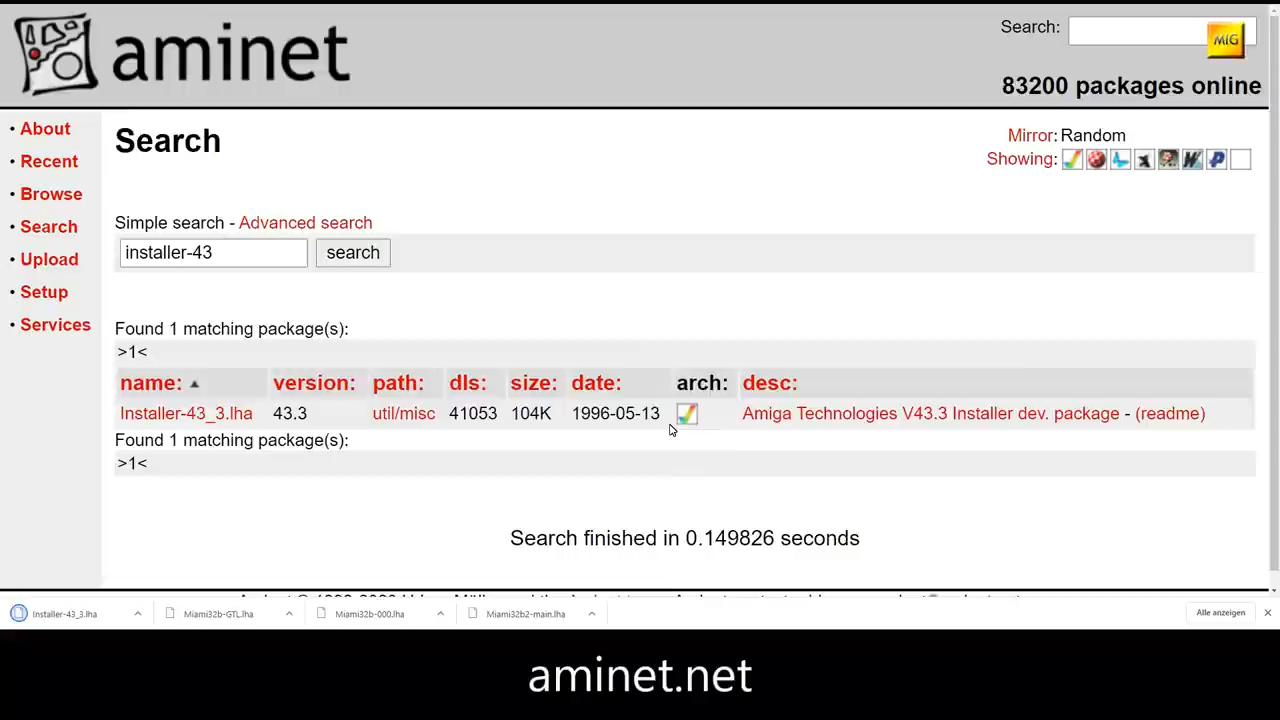 aminet
Search:
MIG
83200 packages online
• About
• Recent
• Browse
• Search
• Upload
• Setup
• Services
Search
Mirror: Random
Showing:
Simple search - Advanced search
installer-43
search
Found 1 matching package(s):
>1<
name: version: path: dls: size: date: arch: desc:
Installer-43_3.lha 43.3 util/misc 41053 104K 1996-05-13 Amiga Technologies V43.3 Installer dev. package - (readme)
Found 1 matching package(s):
>1<
Search finished in 0.149826 seconds
Installer-43_3.lha
Miami32b-GTL.lha
Miami32b-000.lha
Miami32b2-main.lha
Alle anzeigen
aminet.net